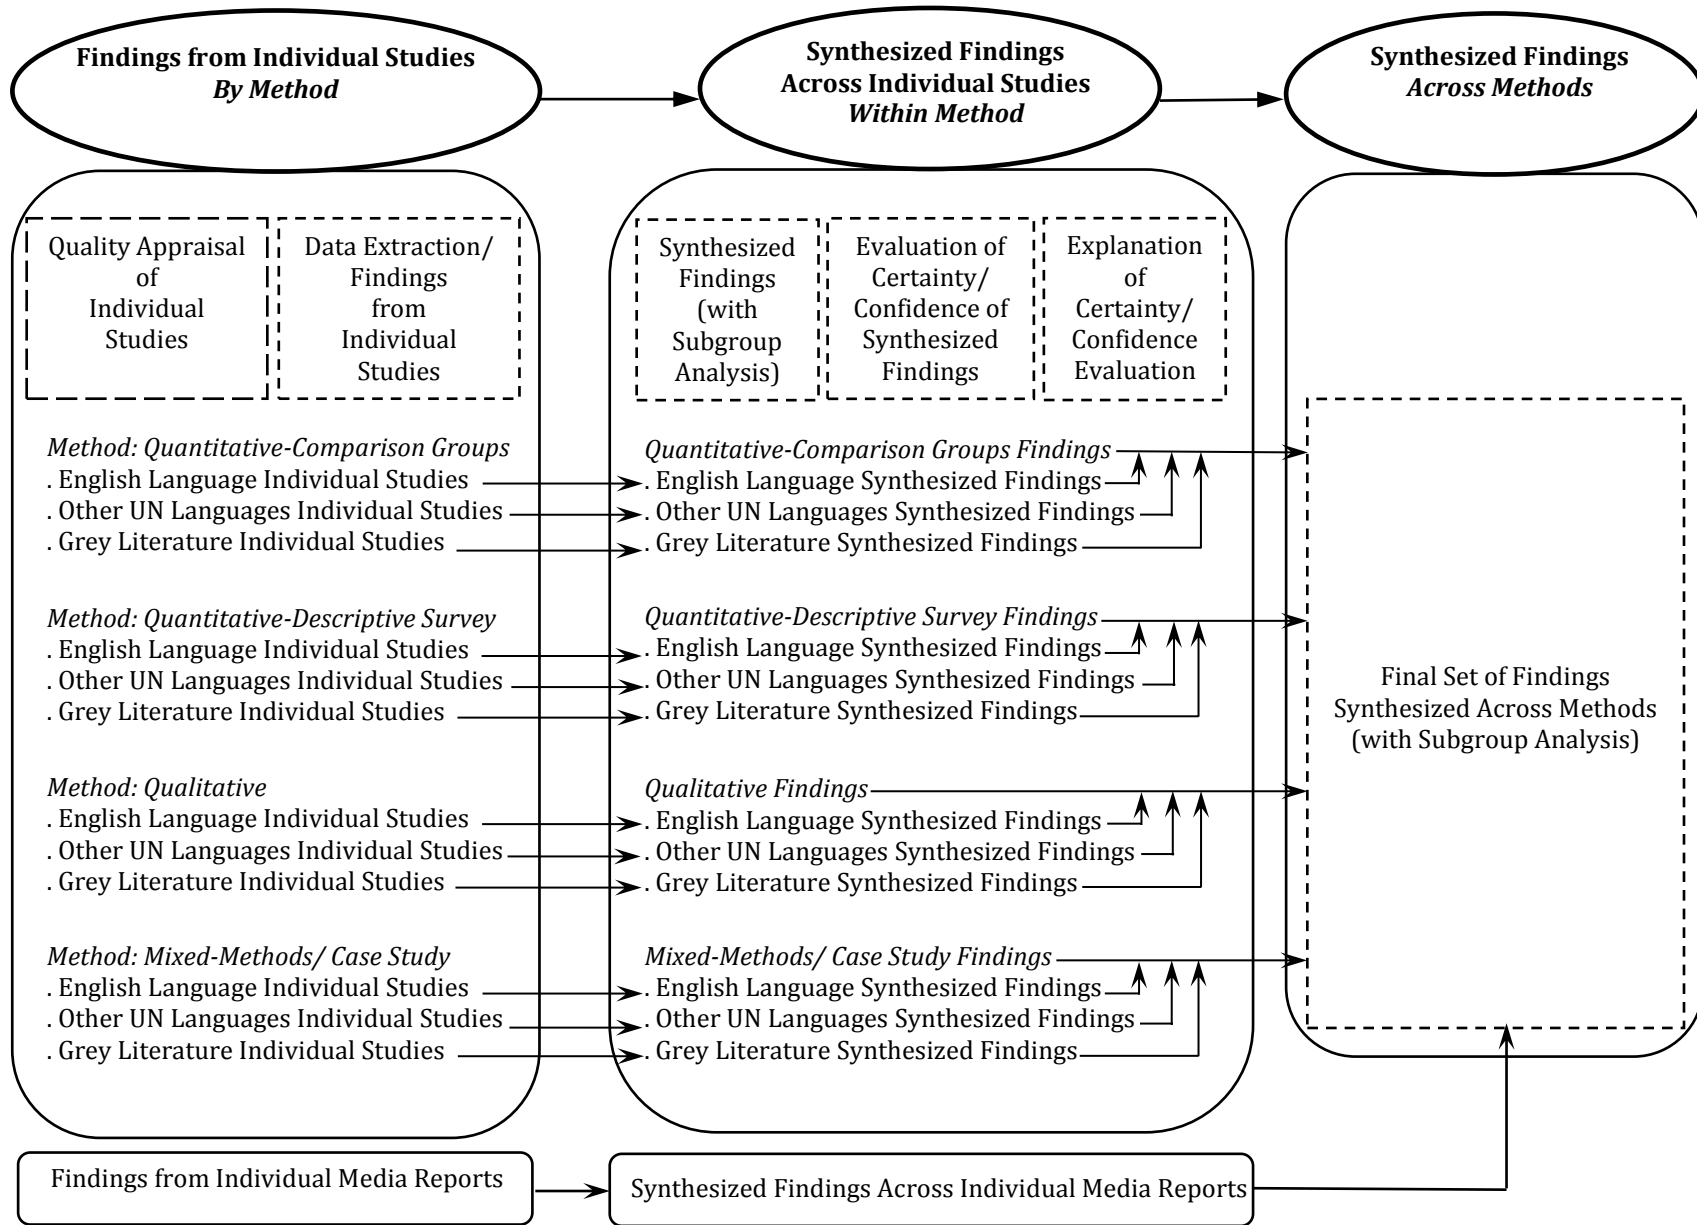 Findings from Individual Studies
By Method
Synthesized Findings
Across Individual Studies
Within Method
Synthesized Findings
Across Methods
Quality Appraisal
of
Individual
Studies
Data Extraction/
Findings
from
Individual
Studies
Synthesized
Findings
(with
Subgroup
Analysis)
Evaluation of
Certainty/
Confidence of
Synthesized
Findings
Explanation
of
Certainty/
Confidence
Evaluation
Method: Quantitative-Comparison Groups
. English Language Individual Studies
. Other UN Languages Individual Studies
. Grey Literature Individual Studies
Method: Quantitative-Descriptive Survey
. English Language Individual Studies
. Other UN Languages Individual Studies
. Grey Literature Individual Studies
Method: Qualitative
. English Language Individual Studies
. Other UN Languages Individual Studies
. Grey Literature Individual Studies
Method: Mixed-Methods/ Case Study
. English Language Individual Studies
. Other UN Languages Individual Studies
. Grey Literature Individual Studies
Quantitative-Comparison Groups Findings
. English Language Synthesized Findings
. Other UN Languages Synthesized Findings
. Grey Literature Synthesized Findings
Quantitative-Descriptive Survey Findings
. English Language Synthesized Findings
. Other UN Languages Synthesized Findings
. Grey Literature Synthesized Findings
Qualitative Findings
. English Language Synthesized Findings
. Other UN Languages Synthesized Findings
. Grey Literature Synthesized Findings
Mixed-Methods/ Case Study Findings
. English Language Synthesized Findings
. Other UN Languages Synthesized Findings
. Grey Literature Synthesized Findings
Final Set of Findings
Synthesized Across Methods
(with Subgroup Analysis)
Findings from Individual Media Reports
Synthesized Findings Across Individual Media Reports